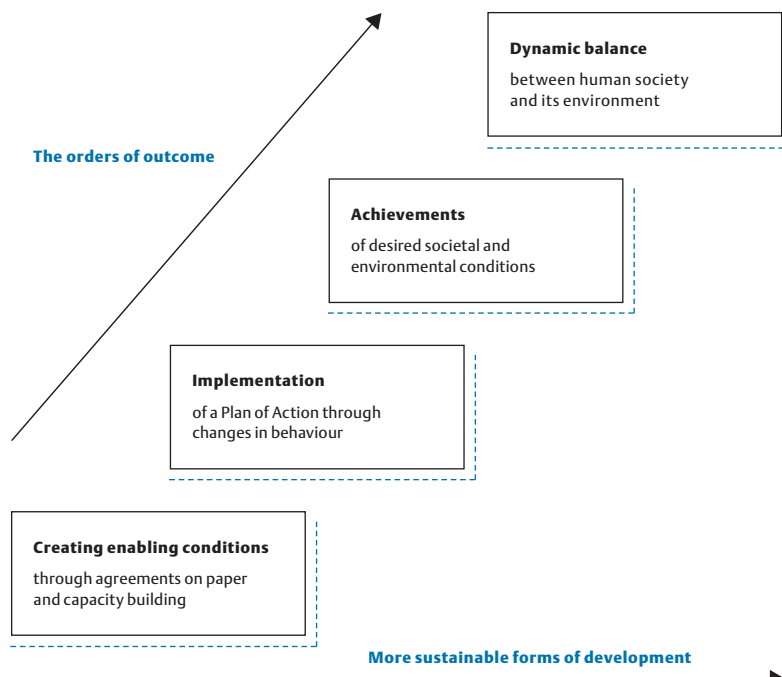 Dynamic balance
between human society
and its environment
The orders of outcome
Achievements
of desired societal and
environmental conditions
Implementation
of a Plan of Action through
changes in behaviour
Creating enabling conditions
through agreements on paper
and capacity building
More sustainable forms of development